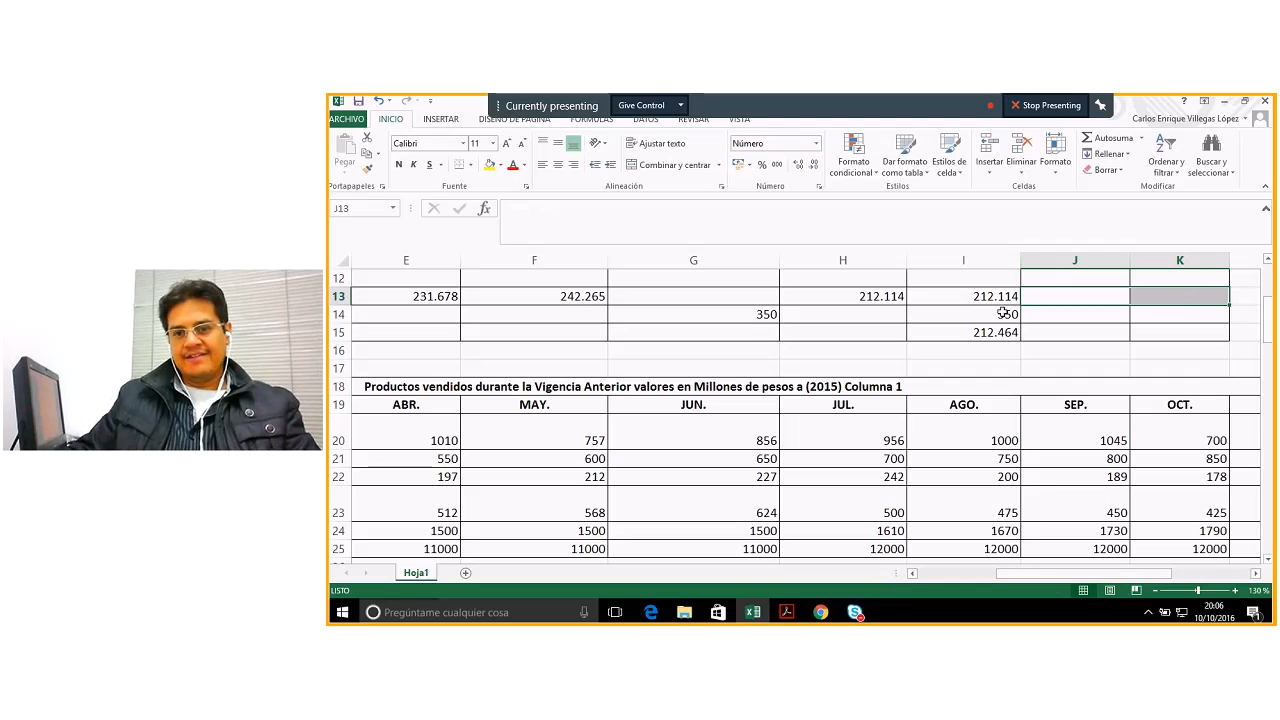 Currently presenting Give Control Stop Presenting
ARCHIVO INICIO INSERTAR DISEÑO DE PÁGINA FÓRMULAS DATOS REVISAR VISTA Carlos Enrique Villegas López
Pegar Calibri 11 Ajustar texto Número Formato condicional Dar formato como tabla Estilos de celda Insertar Eliminar Formato Autosuma Ordenar y filtrar Buscar y seleccionar
N K S Combinar y centrar % 000 Rellenar
Borrar
Portapapeles Fuente Alineación Número Estilos Celdas Modificar
J13 fx
E F G H I J K
12
13 231.678 242.265 212.114 212.114
14 350
15 212.464
16
17
18 Productos vendidos durante la Vigencia Anterior valores en Millones de pesos a (2015) Columna 1
19 ABR. MAY. JUN. JUL. AGO. SEP. OCT.
20 1010 757 856 956 1000 1045 700
21 550 600 650 700 750 800 850
22 197 212 227 242 200 189 178
23 512 568 624 500 475 450 425
24 1500 1500 1500 1610 1670 1730 1790
25 11000 11000 11000 12000 12000 12000 12000
Hoja1
LISTO 130 %
Pregúntame cualquier cosa 20:06
10/10/2016